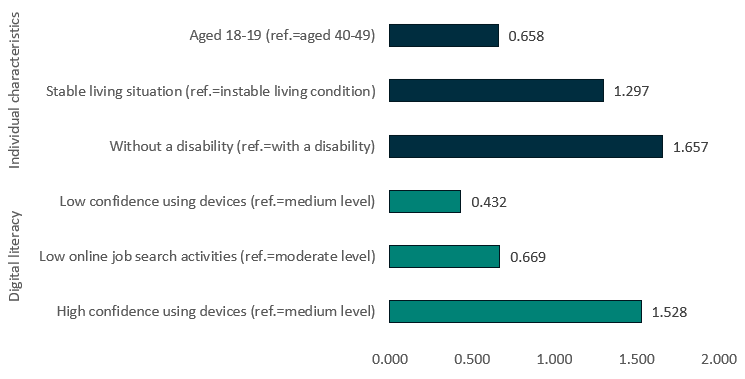 Individual characteristics
Aged 18-19 (ref.=aged 40-49)
0.658
Stable living situation (ref.=instable living condition)
1.297
Without a disability (ref.=with a disability)
1.657
Digital literacy
Low confidence using devices (ref.=medium level)
0.432
Low online job search activities (ref.=moderate level)
0.669
High confidence using devices (ref.=medium level)
1.528
0.000 0.500 1.000 1.500 2.000